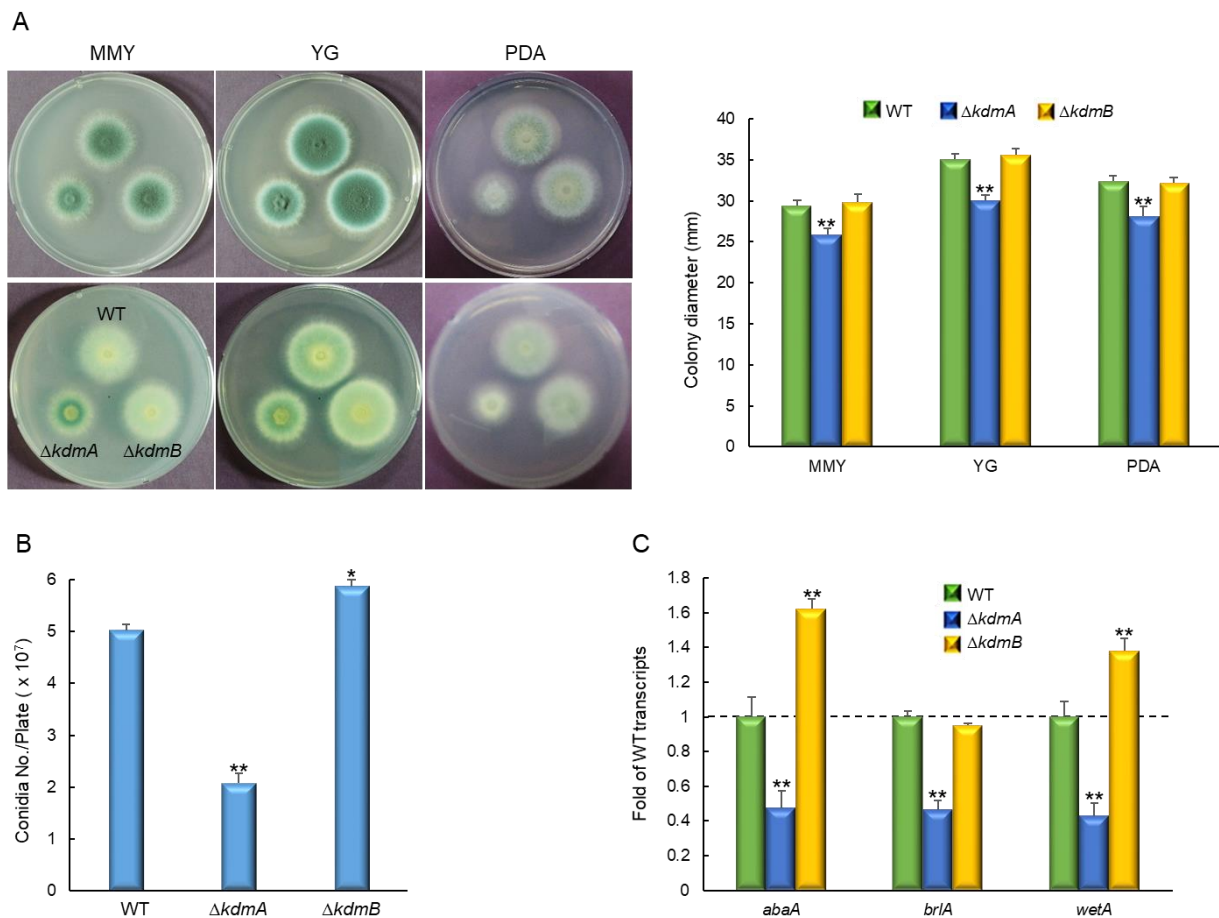 A
MMY YG PDA
WT
ΔkdmA ΔkdmB
WT ΔkdmA ΔkdmB
Colony diameter (mm)
40
35
30
25
20
15
10
5
0
** ** **
MMY YG PDA
B
Conidia No./Plate ( x 10⁷)
6
5
4
3
2
1
0
** *
WT ΔkdmA ΔkdmB
C
Fold of WT transcripts
1.8
1.6
1.4
1.2
1
0.8
0.6
0.4
0.2
0
WT
ΔkdmA
ΔkdmB
** ** ** ** **
abaA brlA wetA